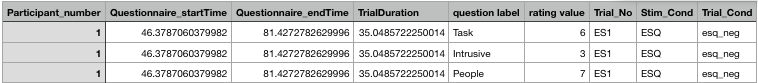 Participant_number Questionnaire_startTime Questionnaire_endTime TrialDuration question label rating value Trial_No Stim_Cond Trial_Cond
1 46.3787060379982 81.4272782629996 35.0485722250014 Task 6 ES1 ESQ esq_neg
1 46.3787060379982 81.4272782629996 35.0485722250014 Intrusive 3 ES1 ESQ esq_neg
1 46.3787060379982 81.4272782629996 35.0485722250014 People 7 ES1 ESQ esq_neg